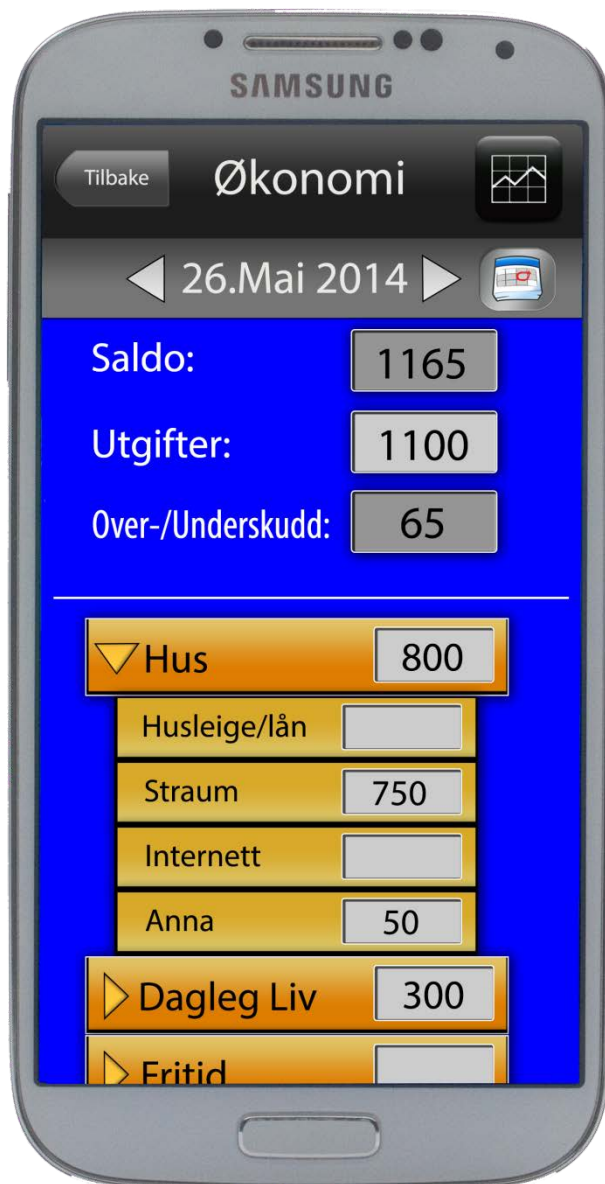 SAMSUNG
Tilbake Økonomi
26.Mai 2014
Saldo: 1165
Utgifter: 1100
Over-/Underskudd: 65
Hus 800
Husleige/lån
Straum 750
Internett
Anna 50
Dagleg Liv 300
Fritid